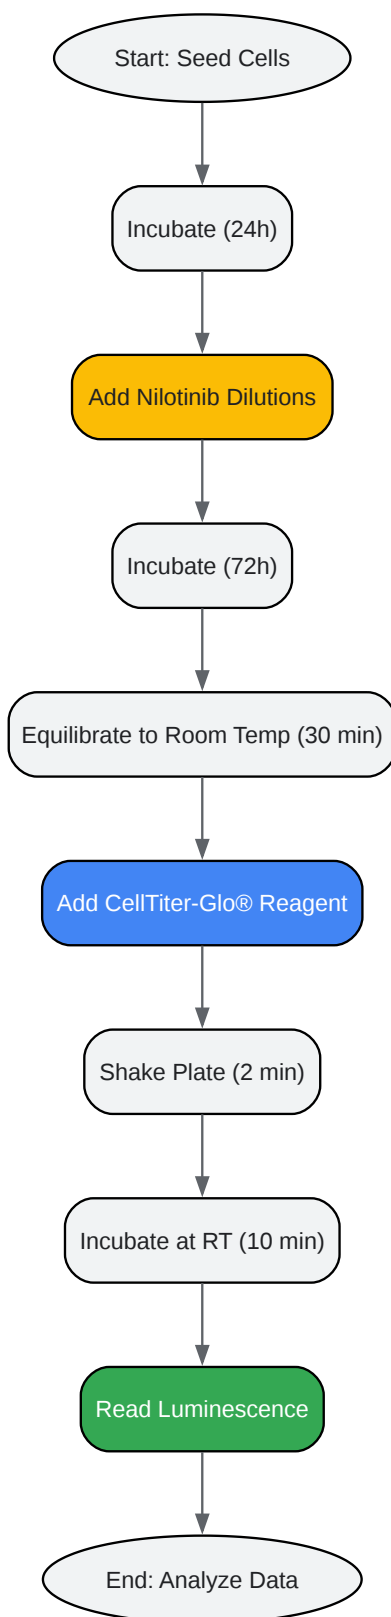 Start: Seed Cells
Incubate (24h)
Add Nilotinib Dilutions
Incubate (72h)
Equilibrate to Room Temp (30 min)
Add CellTiter-Glo® Reagent
Shake Plate (2 min)
Incubate at RT (10 min)
Read Luminescence
End: Analyze Data